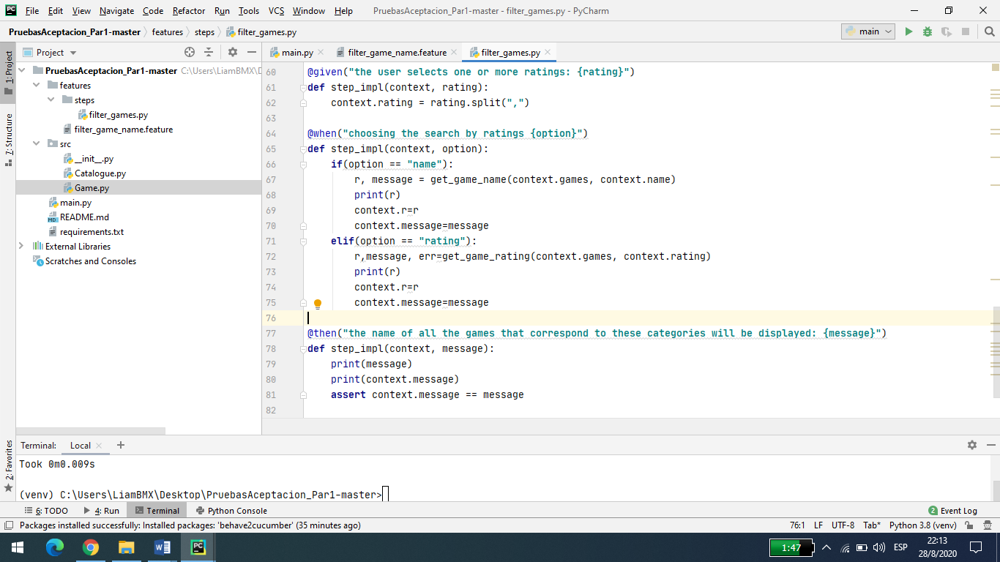 PC File Edit View Navigate Code Refactor Run Tools VCS Window Help PruebasAceptacion_Par1-master - filter_games.py - PyCharm
PruebasAceptacion_Par1-master features steps filter_games.py main
1: Project
7: Structure
2: Favorites
Project
PruebasAceptacion_Par1-master C:\Users\LiamBMX\D
features
steps
filter_games.py
filter_game_name.feature
src
__init__.py
Catalogue.py
Game.py
main.py
MD README.md
requirements.txt
External Libraries
Scratches and Consoles
main.py filter_game_name.feature filter_games.py
60 @given("the user selects one or more ratings: {rating}")
61 def step_impl(context, rating):
62 context.rating = rating.split(",")
63
64 @when("choosing the search by ratings {option}")
65 def step_impl(context, option):
66 if(option == "name"):
67 r, message = get_game_name(context.games, context.name)
68 print(r)
69 context.r=r
70 context.message=message
71 elif(option == "rating"):
72 r,message, err=get_game_rating(context.games, context.rating)
73 print(r)
74 context.r=r
75 context.message=message
76
77 @then("the name of all the games that correspond to these categories will be displayed: {message}")
78 def step_impl(context, message):
79 print(message)
80 print(context.message)
81 assert context.message == message
82
Terminal: Local
Took 0m0.009s
(venv) C:\Users\LiamBMX\Desktop\PruebasAceptacion_Par1-master>
6: TODO 4: Run Terminal Python Console 2 Event Log
Packages installed successfully: Installed packages: 'behave2cucumber' (35 minutes ago) 76:1 LF UTF-8 Tab* Python 3.8 (venv)
W PC 1:47 ESP 22:13
28/8/2020